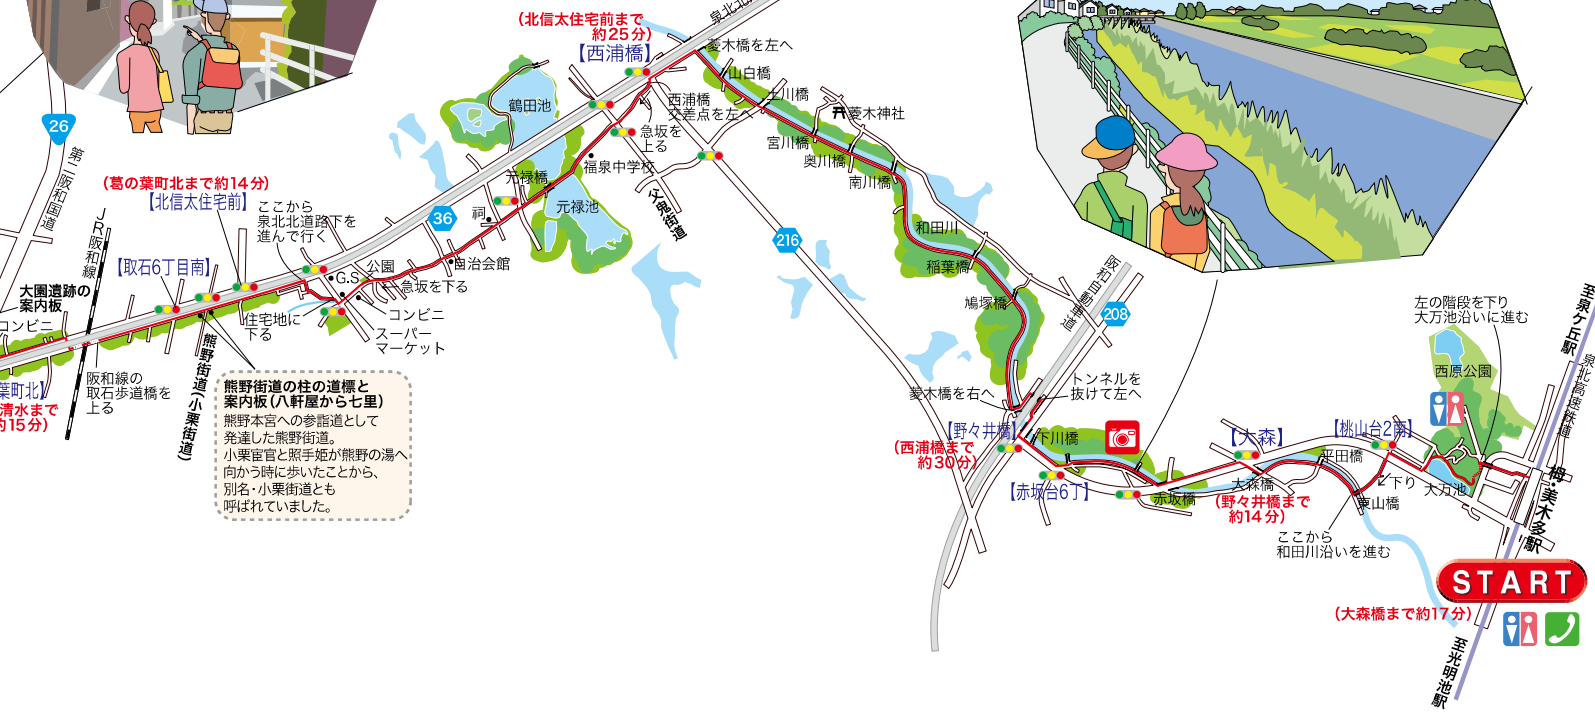 （北信太住宅前まで
約25分）
【西浦橋】
泉北北
菱木橋を左へ
山白橋
上川橋
菱木神社
西浦橋
交差点を左へ
宮川橋
奥川橋
南川橋
急坂を
上る
福泉中学校
鶴田池
元禄橋
元禄池
祠
父鬼街道
26
第二阪和国道
（葛の葉町北まで約14分）
【北信太住宅前】
ここから
泉北北道路下を
進んで行く
36
216
和田川
稲葉橋
鳩塚橋
阪和自動車道
208
JR阪和線
【取石6丁目南】
公園
G.S
自治会館
急坂を下る
大園遺跡の
案内板
コンビニ
住宅地に
下る
コンビニ
スーパー
マーケット
熊野街道（小栗街道）
阪和線の
取石歩道橋を
上る
葉町北】
清水まで
約15分）
熊野街道の柱の道標と
案内板（八軒屋から七里）
熊野本宮への参詣道として
発達した熊野街道。
小栗宦官と照手姫が熊野の湯へ
向かう時に歩いたことから、
別名・小栗街道とも
呼ばれていました。
菱木橋を右へ
トンネルを
抜けて左へ
【野々井橋】
（西浦橋まで
約30分）
下川橋
【赤坂台6丁】
赤坂橋
【大森】
大森橋
（野々井橋まで
約14分）
平田橋
【桃山台2南】
下り
東山橋
ここから
和田川沿いを進む
大万池
西原公園
左の階段を下り
大万池沿いに進む
至泉ケ丘駅
泉北高速鉄道
栂・美木多駅
START
（大森橋まで約17分）
至光明池駅